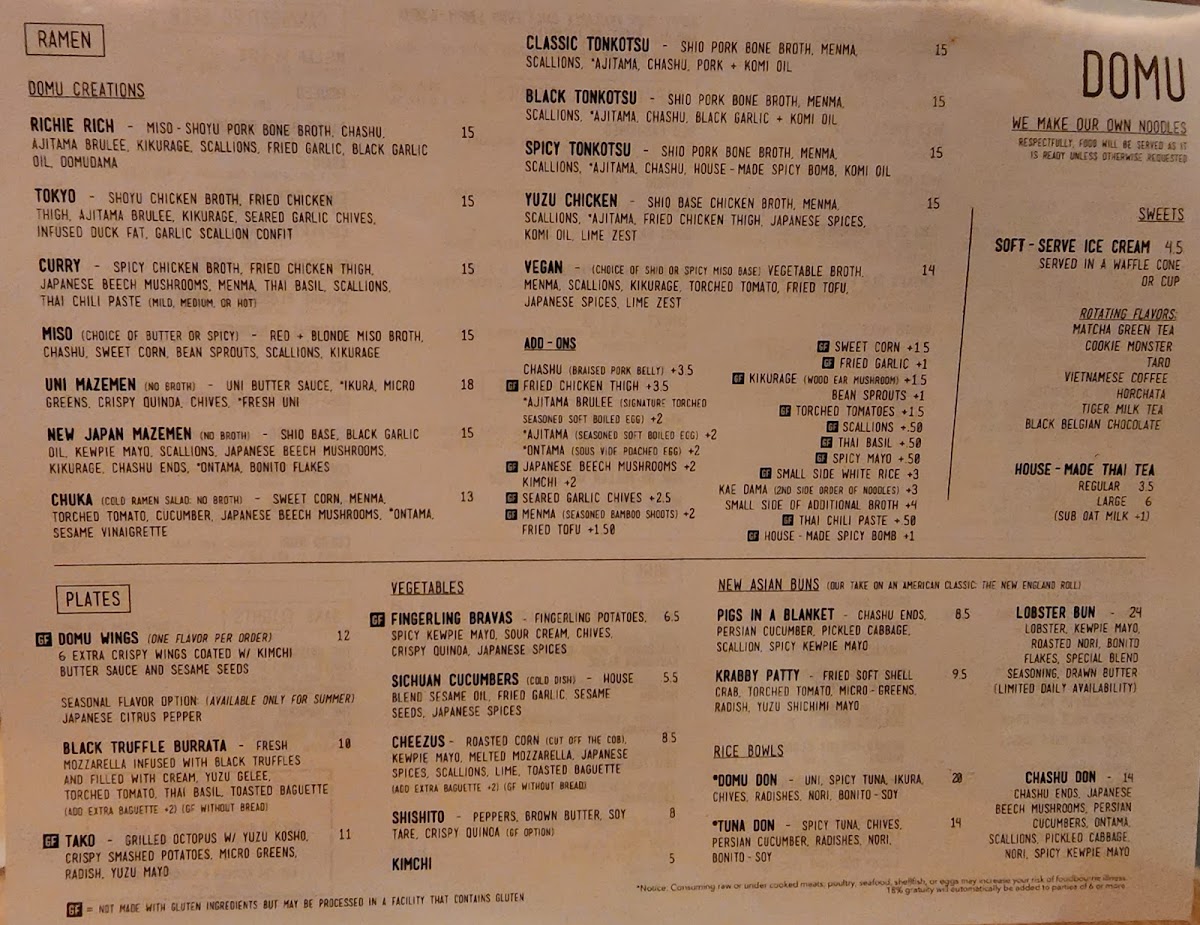 RAMEN
DOMU CREATIONS
RICHIE RICH - MISO-SHOYU PORK BONE BROTH, CHASHU, 15
AJITAMA BRULEE, KIKURAGE, SCALLIONS, FRIED GARLIC, BLACK GARLIC
OIL, DOMUDAMA
TOKYO - SHOYU CHICKEN BROTH, FRIED CHICKEN 15
THIGH, AJITAMA BRULEE, KIKURAGE, SEARED GARLIC CHIVES,
INFUSED DUCK FAT, GARLIC SCALLION CONFIT
CURRY - SPICY CHICKEN BROTH, FRIED CHICKEN THIGH, 15
JAPANESE BEECH MUSHROOMS, MENMA, THAI BASIL, SCALLIONS,
THAI CHILI PASTE (MILD, MEDIUM, OR HOT)
MISO (CHOICE OF BUTTER OR SPICY) - RED + BLONDE MISO BROTH, 15
CHASHU, SWEET CORN, BEAN SPROUTS, SCALLIONS, KIKURAGE
UNI MAZEMEN (NO BROTH) - UNI BUTTER SAUCE, *IKURA, MICRO 18
GREENS, CRISPY QUINOA, CHIVES, *FRESH UNI
NEW JAPAN MAZEMEN (NO BROTH) - SHIO BASE, BLACK GARLIC 15
OIL, KEWPIE MAYO, SCALLIONS, JAPANESE BEECH MUSHROOMS,
KIKURAGE, CHASHU ENDS, *ONTAMA, BONITO FLAKES
CHUKA (COLD RAMEN SALAD: NO BROTH) - SWEET CORN, MENMA, 13
TORCHED TOMATO, CUCUMBER, JAPANESE BEECH MUSHROOMS, *ONTAMA,
SESAME VINAIGRETTE
CLASSIC TONKOTSU - SHIO PORK BONE BROTH, MENMA, 15
SCALLIONS, *AJITAMA, CHASHU, PORK + KOMI OIL
BLACK TONKOTSU - SHIO PORK BONE BROTH, MENMA, 15
SCALLIONS, *AJITAMA, CHASHU, BLACK GARLIC + KOMI OIL
SPICY TONKOTSU - SHIO PORK BONE BROTH, MENMA, 15
SCALLIONS, *AJITAMA, CHASHU, HOUSE-MADE SPICY BOMB, KOMI OIL
YUZU CHICKEN - SHIO BASE CHICKEN BROTH, MENMA, 15
SCALLIONS, *AJITAMA, FRIED CHICKEN THIGH, JAPANESE SPICES,
KOMI OIL, LIME ZEST
VEGAN - (CHOICE OF SHIO OR SPICY MISO BASE) VEGETABLE BROTH, 14
MENMA, SCALLIONS, KIKURAGE, TORCHED TOMATO, FRIED TOFU,
JAPANESE SPICES, LIME ZEST
ADD-ONS
CHASHU (BRAISED PORK BELLY) +3.5
GF FRIED CHICKEN THIGH +3.5
*AJITAMA BRULEE (SIGNATURE TORCHED
SEASONED SOFT BOILED EGG) +2
*AJITAMA (SEASONED SOFT BOILED EGG) +2
*ONTAMA (SOUS VIDE POACHED EGG) +2
GF JAPANESE BEECH MUSHROOMS +2
KIMCHI +2
GF SEARED GARLIC CHIVES +2.5
GF MENMA (SEASONED BAMBOO SHOOTS) +2
FRIED TOFU +1.50
GF SWEET CORN +1.5
GF FRIED GARLIC +1
GF KIKURAGE (WOOD EAR MUSHROOM) +1.5
BEAN SPROUTS +1
GF TORCHED TOMATOES +1.5
GF SCALLIONS +.50
GF THAI BASIL +.50
GF SPICY MAYO +.50
GF SMALL SIDE WHITE RICE +3
KAE DAMA (2ND SIDE ORDER OF NOODLES) +3
SMALL SIDE OF ADDITIONAL BROTH +4
GF THAI CHILI PASTE +.50
GF HOUSE-MADE SPICY BOMB +1
DOMU
WE MAKE OUR OWN NOODLES
RESPECTFULLY, FOOD WILL BE SERVED AS IT
IS READY UNLESS OTHERWISE REQUESTED
SWEETS
SOFT-SERVE ICE CREAM 4.5
SERVED IN A WAFFLE CONE
OR CUP
ROTATING FLAVORS:
MATCHA GREEN TEA
COOKIE MONSTER
TARO
VIETNAMESE COFFEE
HORCHATA
TIGER MILK TEA
BLACK BELGIAN CHOCOLATE
HOUSE-MADE THAI TEA
REGULAR 3.5
LARGE 6
(SUB OAT MILK +1)
PLATES
GF DOMU WINGS (ONE FLAVOR PER ORDER) 12
6 EXTRA CRISPY WINGS COATED W/ KIMCHI
BUTTER SAUCE AND SESAME SEEDS
SEASONAL FLAVOR OPTION: (AVAILABLE ONLY FOR SUMMER)
JAPANESE CITRUS PEPPER
BLACK TRUFFLE BURRATA - FRESH 10
MOZZARELLA INFUSED WITH BLACK TRUFFLES
AND FILLED WITH CREAM, YUZU GELEE,
TORCHED TOMATO, THAI BASIL, TOASTED BAGUETTE
(ADD EXTRA BAGUETTE +2) (GF WITHOUT BREAD)
GF TAKO - GRILLED OCTOPUS W/ YUZU KOSHO, 11
CRISPY SMASHED POTATOES, MICRO GREENS,
RADISH, YUZU MAYO
VEGETABLES
GF FINGERLING BRAVAS - FINGERLING POTATOES, 6.5
SPICY KEWPIE MAYO, SOUR CREAM, CHIVES,
CRISPY QUINOA, JAPANESE SPICES
SICHUAN CUCUMBERS (COLD DISH) - HOUSE 5.5
BLEND SESAME OIL, FRIED GARLIC, SESAME
SEEDS, JAPANESE SPICES
CHEEZUS - ROASTED CORN (CUT OFF THE COB), 8.5
KEWPIE MAYO, MELTED MOZZARELLA, JAPANESE
SPICES, SCALLIONS, LIME, TOASTED BAGUETTE
(ADD EXTRA BAGUETTE +2) (GF WITHOUT BREAD)
SHISHITO - PEPPERS, BROWN BUTTER, SOY 8
TARE, CRISPY QUINOA (GF OPTION)
KIMCHI 5
NEW ASIAN BUNS (OUR TAKE ON AN AMERICAN CLASSIC: THE NEW ENGLAND ROLL)
PIGS IN A BLANKET - CHASHU ENDS, 8.5
PERSIAN CUCUMBER, PICKLED CABBAGE,
SCALLION, SPICY KEWPIE MAYO
KRABBY PATTY - FRIED SOFT SHELL 9.5
CRAB, TORCHED TOMATO, MICRO-GREENS,
RADISH, YUZU SHICHIMI MAYO
LOBSTER BUN - 24
LOBSTER, KEWPIE MAYO,
ROASTED NORI, BONITO
FLAKES, SPECIAL BLEND
SEASONING, DRAWN BUTTER
(LIMITED DAILY AVAILABILITY)
RICE BOWLS
*DOMU DON - UNI, SPICY TUNA, IKURA, 20
CHIVES, RADISHES, NORI, BONITO-SOY
*TUNA DON - SPICY TUNA, CHIVES, 14
PERSIAN CUCUMBER, RADISHES, NORI,
BONITO-SOY
CHASHU DON - 14
CHASHU ENDS, JAPANESE
BEECH MUSHROOMS, PERSIAN
CUCUMBERS, ONTAMA,
SCALLIONS, PICKLED CABBAGE,
NORI, SPICY KEWPIE MAYO
*Notice: Consuming raw or under cooked meats, poultry, seafood, shellfish, or eggs may increase your risk of foodbourne illness.
18% gratuity will automatically be added to parties of 6 or more.
GF = NOT MADE WITH GLUTEN INGREDIENTS BUT MAY BE PROCESSED IN A FACILITY THAT CONTAINS GLUTEN